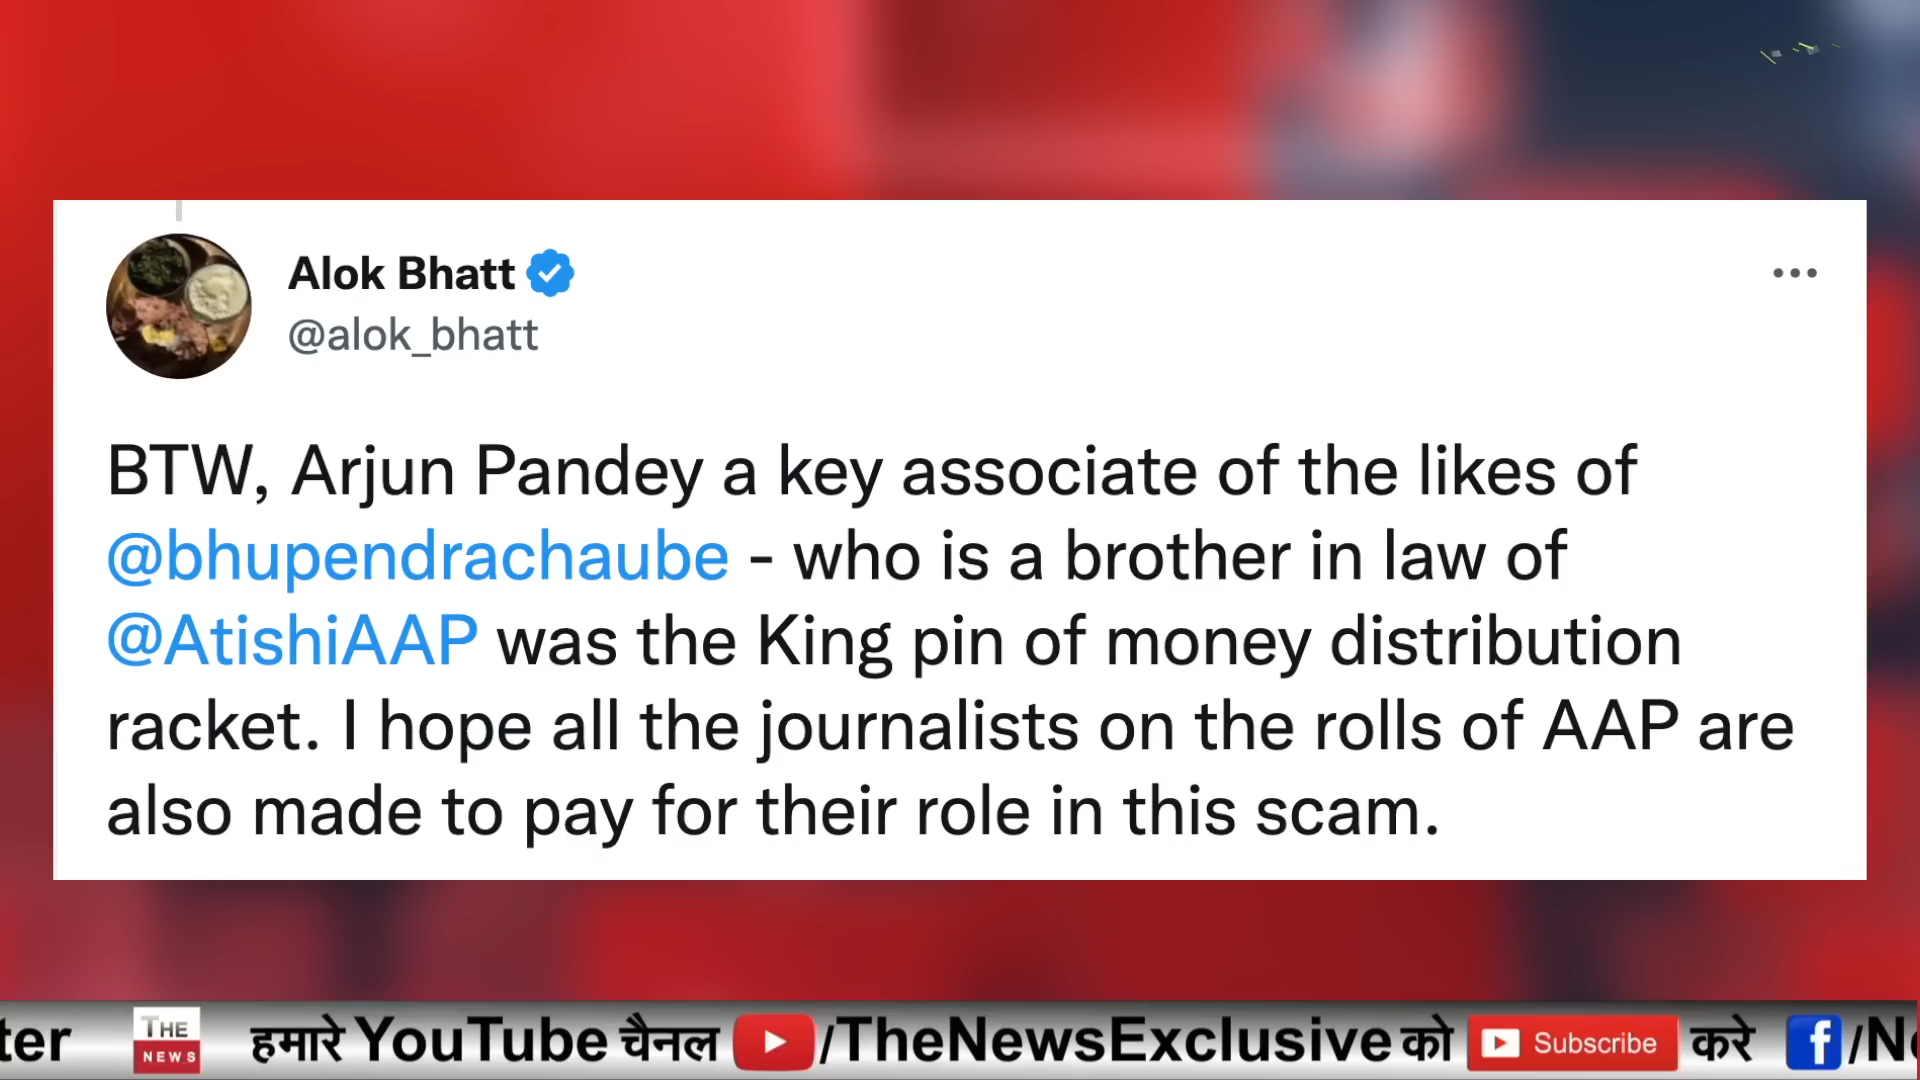 Alok Bhatt
@alok_bhatt
BTW, Arjun Pandey a key associate of the likes of
@bhupendrachaube - who is a brother in law of
@AtishiAAP was the King pin of money distribution
racket. I hope all the journalists on the rolls of AAP are
also made to pay for their role in this scam.
ter THE NEWS हमारे YouTube चैनल /TheNewsExclusive को Subscribe करे f /Ne